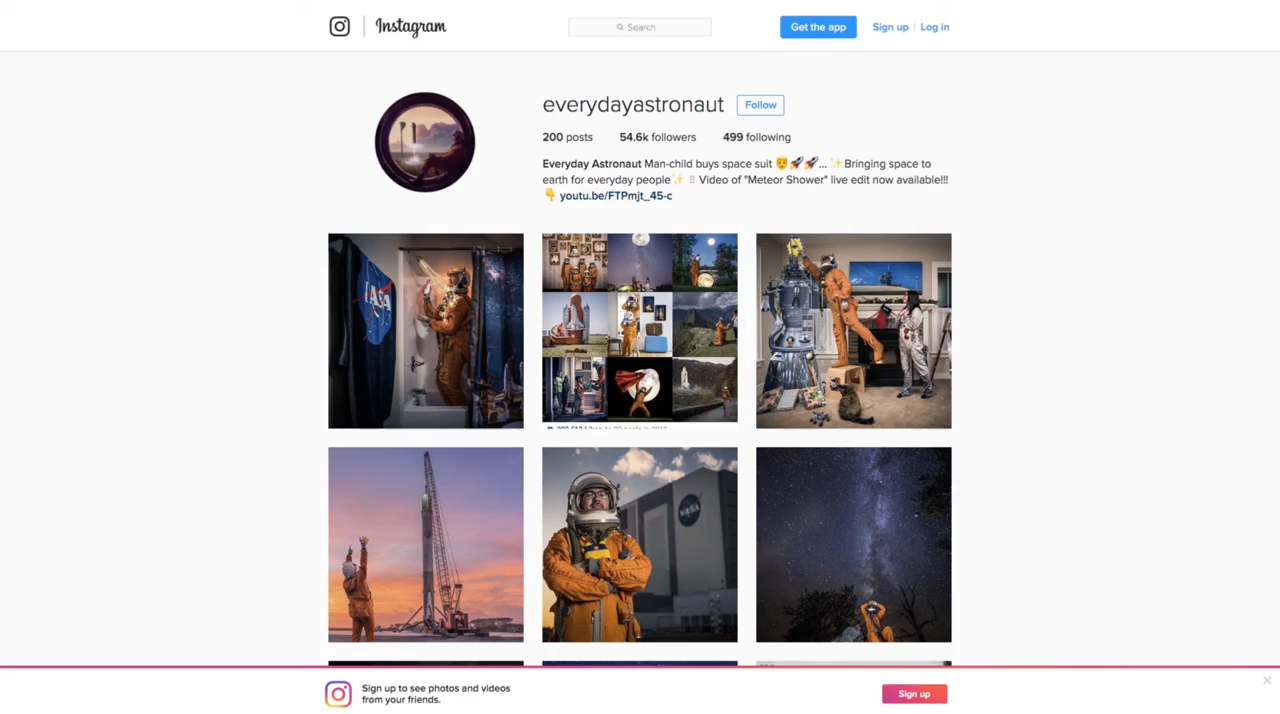 Instagram
Search
Get the app
Sign up | Log in
everydayastronaut Follow
200 posts 54.6k followers 499 following
Everyday Astronaut Man-child buys space suit 👨‍🚀🚀🚀... ✨Bringing space to
earth for everyday people✨ ⠿ Video of "Meteor Shower" live edit now available!!!
👇 youtu.be/FTPmjt_45-c
NASA
NASA
Sign up to see photos and videos
from your friends.
Sign up